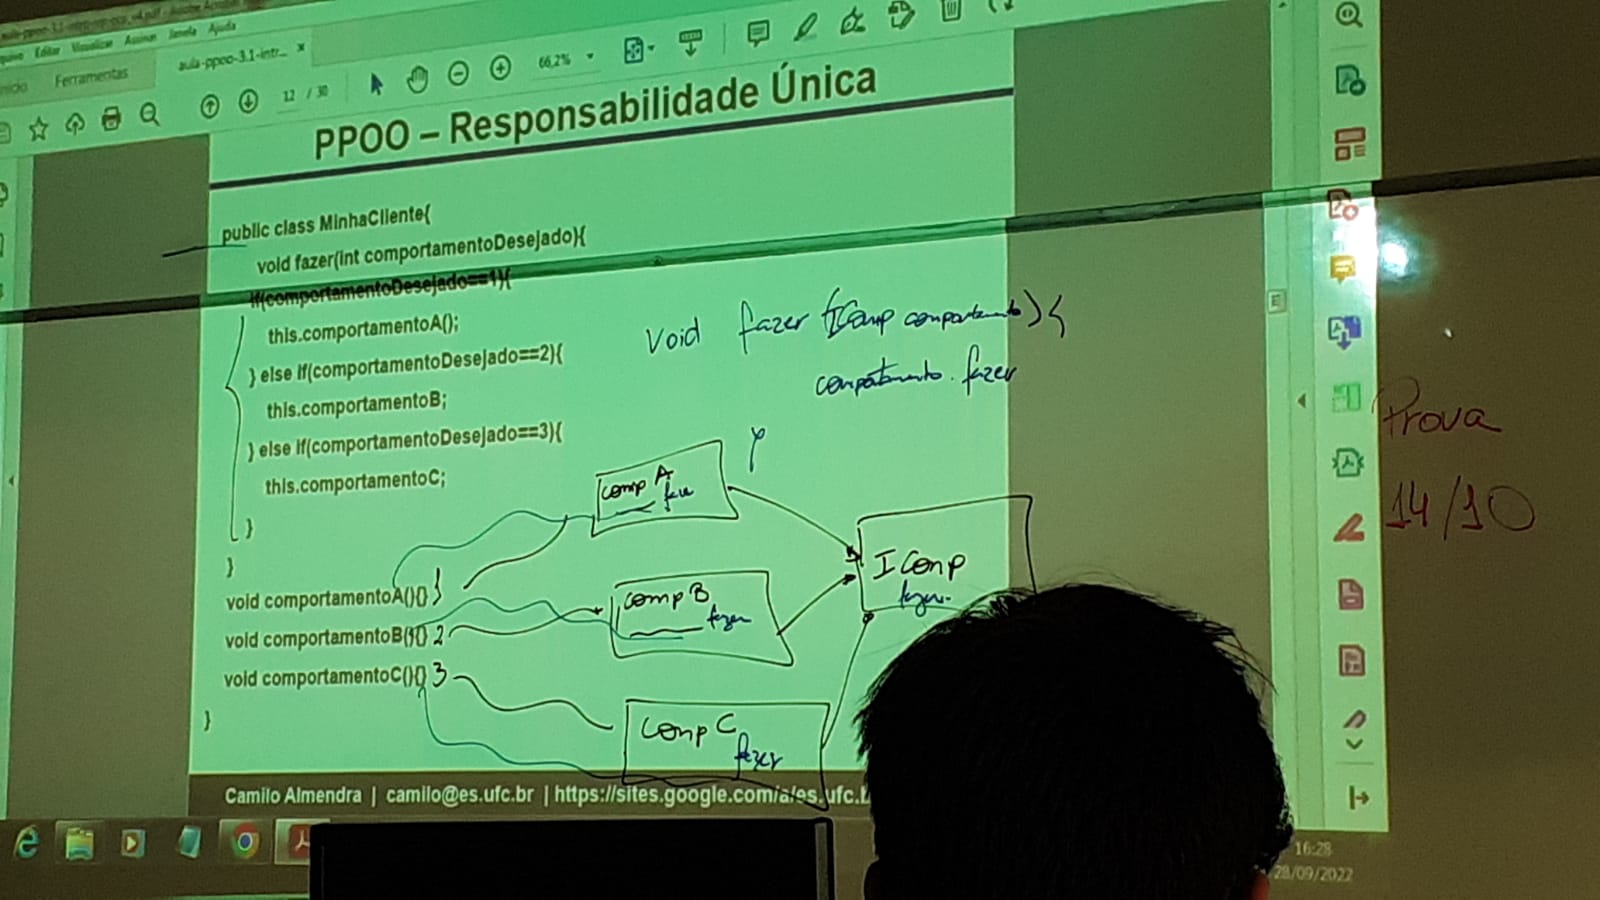 aula-ppoo-3.1-intr... x
Editar Visualizar Assinar Janela Ajuda
Ferramentas
12 / 30
66,2%
PPOO – Responsabilidade Única
public class MinhaCliente{
void fazer(int comportamentoDesejado){
if(comportamentoDesejado==1){
this.comportamentoA();
} else if(comportamentoDesejado==2){
this.comportamentoB;
} else if(comportamentoDesejado==3){
this.comportamentoC;
}
}
void comportamentoA(){} 1
void comportamentoB(){} 2
void comportamentoC(){} 3
}
void fazer (IComp comportamento) {
comportamento.fazer
Comp A
fazer
Comp B
fazer
Comp C
fazer
IComp
fazer
Prova
14/10
Camilo Almendra | camilo@es.ufc.br | https://sites.google.com/a/es.ufc.
16:28
28/09/2022